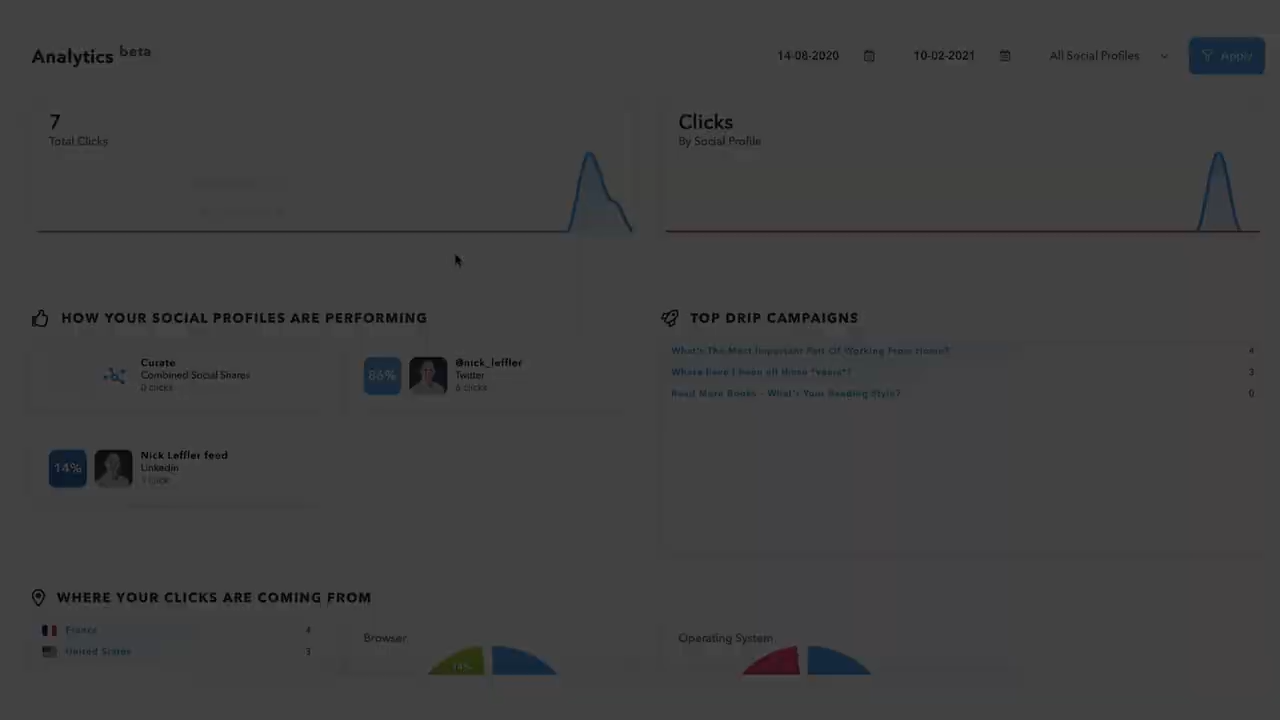 Analytics beta
14-08-2020
10-02-2021
All Social Profiles
Apply
7
Total Clicks
Clicks
By Social Profile
HOW YOUR SOCIAL PROFILES ARE PERFORMING
Curate
Combined Social Shares
0 clicks
86%
@nick_leffler
Twitter
6 clicks
14%
Nick Leffler feed
Linkedin
1 click
TOP DRIP CAMPAIGNS
What's The Most Important Part Of Working From Home? 4
Where have I been all these *years*? 3
Read More Books - What's Your Reading Style? 0
WHERE YOUR CLICKS ARE COMING FROM
France 4
United States 3
Browser
14%
Operating System